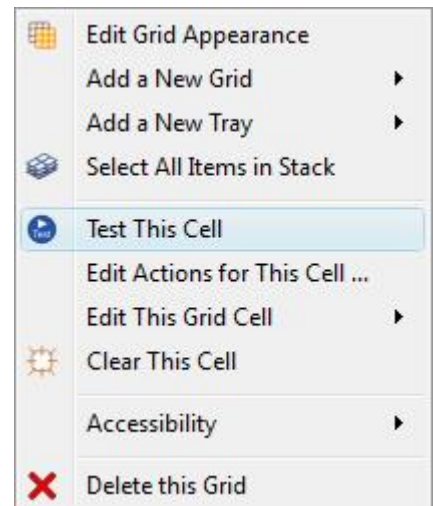 Edit Grid Appearance
Add a New Grid
Add a New Tray
Select All Items in Stack
Test This Cell
Edit Actions for This Cell ...
Edit This Grid Cell
Clear This Cell
Accessibility
Delete this Grid